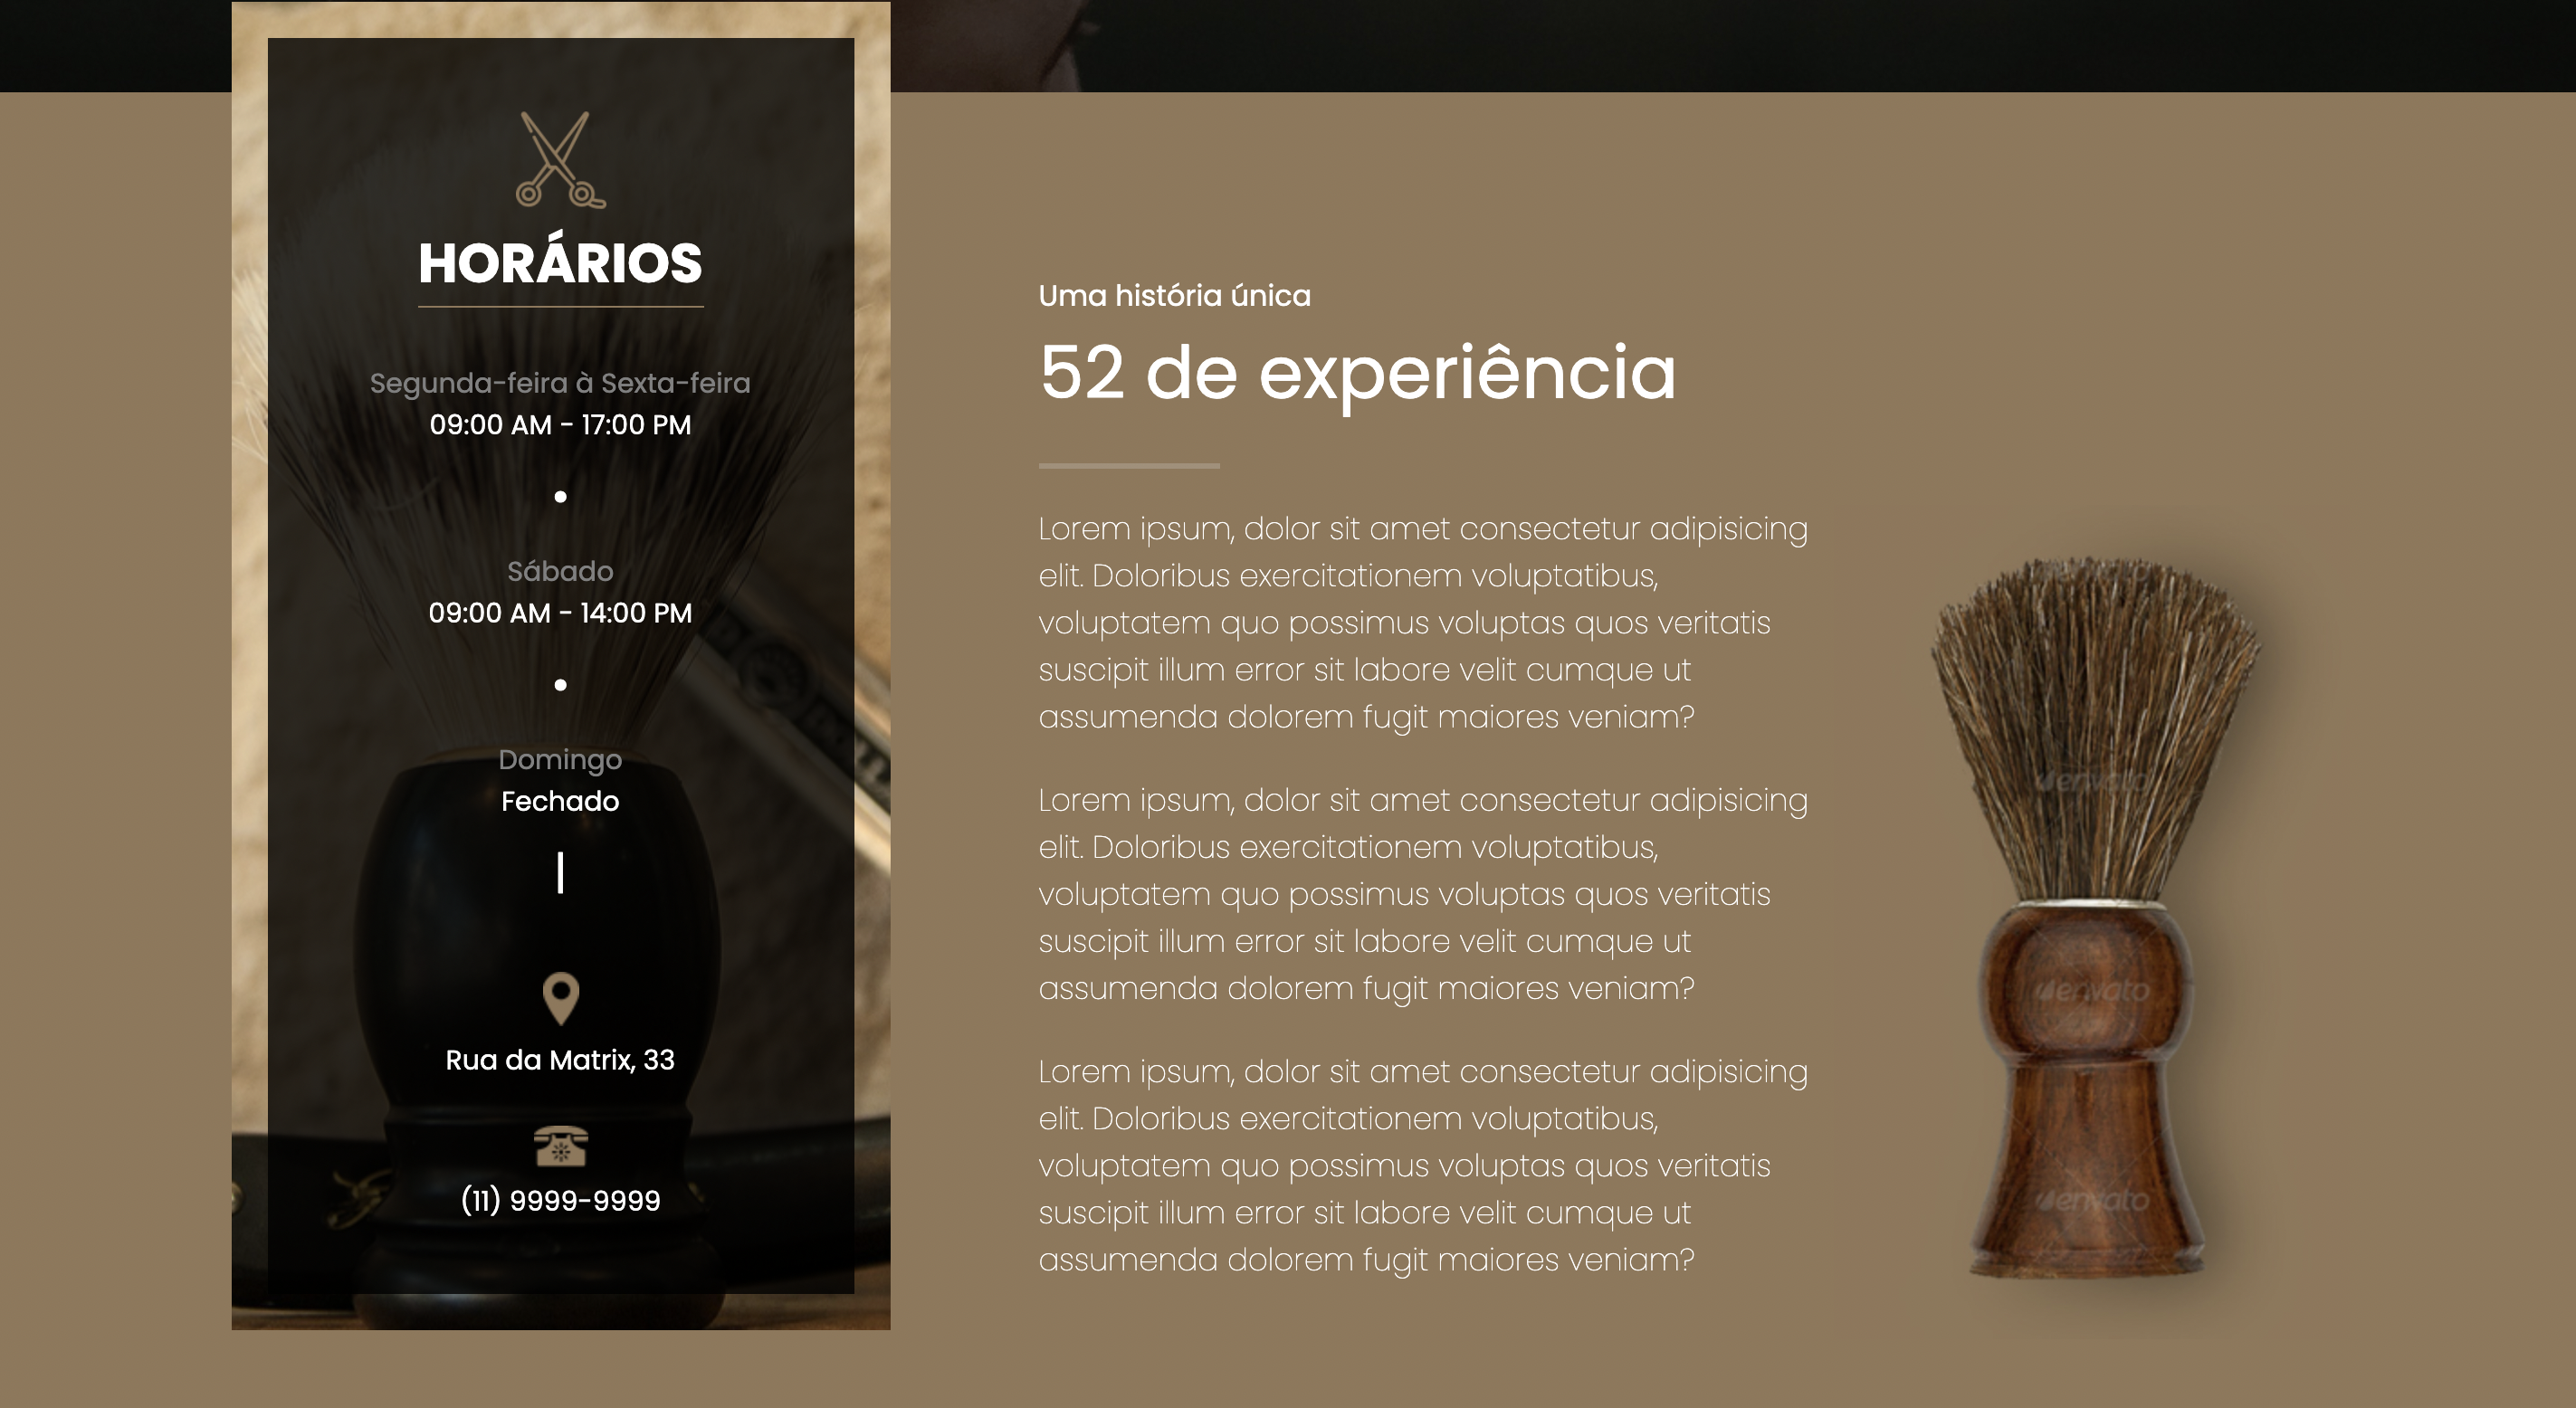 HORÁRIOS
Segunda-feira à Sexta-feira
09:00 AM - 17:00 PM
Sábado
09:00 AM - 14:00 PM
Domingo
Fechado
Rua da Matrix, 33
(11) 9999-9999
Uma história única
52 de experiência
Lorem ipsum, dolor sit amet consectetur adipisicing
elit. Doloribus exercitationem voluptatibus,
voluptatem quo possimus voluptas quos veritatis
suscipit illum error sit labore velit cumque ut
assumenda dolorem fugit maiores veniam?
Lorem ipsum, dolor sit amet consectetur adipisicing
elit. Doloribus exercitationem voluptatibus,
voluptatem quo possimus voluptas quos veritatis
suscipit illum error sit labore velit cumque ut
assumenda dolorem fugit maiores veniam?
Lorem ipsum, dolor sit amet consectetur adipisicing
elit. Doloribus exercitationem voluptatibus,
voluptatem quo possimus voluptas quos veritatis
suscipit illum error sit labore velit cumque ut
assumenda dolorem fugit maiores veniam?
envato
envato
envato